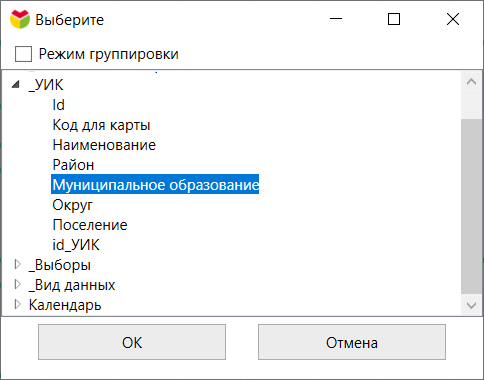 Выберите
Режим группировки
_УИК
Id
Код для карты
Наименование
Район
Муниципальное образование
Округ
Поселение
id_УИК
_Выборы
_Вид данных
Календарь
ОК
Отмена